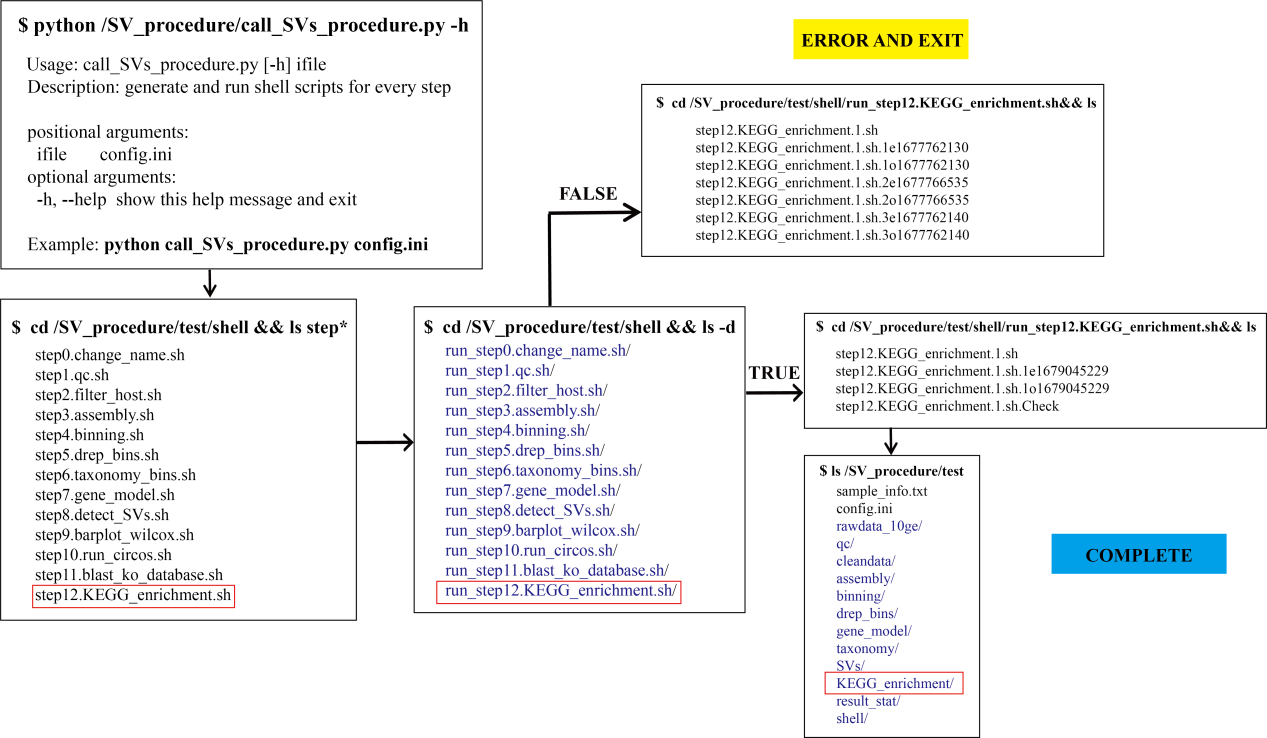 $ python /SV_procedure/call_SVs_procedure.py -h
Usage: call_SVs_procedure.py [-h] ifile
Description: generate and run shell scripts for every step
positional arguments:
ifile config.ini
optional arguments:
-h, --help show this help message and exit
Example: python call_SVs_procedure.py config.ini
$ cd /SV_procedure/test/shell && ls step*
step0.change_name.sh
step1.qc.sh
step2.filter_host.sh
step3.assembly.sh
step4.binning.sh
step5.drep_bins.sh
step6.taxonomy_bins.sh
step7.gene_model.sh
step8.detect_SVs.sh
step9.barplot_wilcox.sh
step10.run_circos.sh
step11.blast_ko_database.sh
step12.KEGG_enrichment.sh
$ cd /SV_procedure/test/shell && ls -d
run_step0.change_name.sh/
run_step1.qc.sh/
run_step2.filter_host.sh/
run_step3.assembly.sh/
run_step4.binning.sh/
run_step5.drep_bins.sh/
run_step6.taxonomy_bins.sh/
run_step7.gene_model.sh/
run_step8.detect_SVs.sh/
run_step9.barplot_wilcox.sh/
run_step10.run_circos.sh/
run_step11.blast_ko_database.sh/
run_step12.KEGG_enrichment.sh/
FALSE
ERROR AND EXIT
$ cd /SV_procedure/test/shell/run_step12.KEGG_enrichment.sh&& ls
step12.KEGG_enrichment.1.sh
step12.KEGG_enrichment.1.sh.1e1677762130
step12.KEGG_enrichment.1.sh.1o1677762130
step12.KEGG_enrichment.1.sh.2e1677766535
step12.KEGG_enrichment.1.sh.2o1677766535
step12.KEGG_enrichment.1.sh.3e1677762140
step12.KEGG_enrichment.1.sh.3o1677762140
TRUE
$ cd /SV_procedure/test/shell/run_step12.KEGG_enrichment.sh&& ls
step12.KEGG_enrichment.1.sh
step12.KEGG_enrichment.1.sh.1e1679045229
step12.KEGG_enrichment.1.sh.1o1679045229
step12.KEGG_enrichment.1.sh.Check
$ ls /SV_procedure/test
sample_info.txt
config.ini
rawdata_10ge/
qc/
cleandata/
assembly/
binning/
drep_bins/
gene_model/
taxonomy/
SVs/
KEGG_enrichment/
result_stat/
shell/
COMPLETE